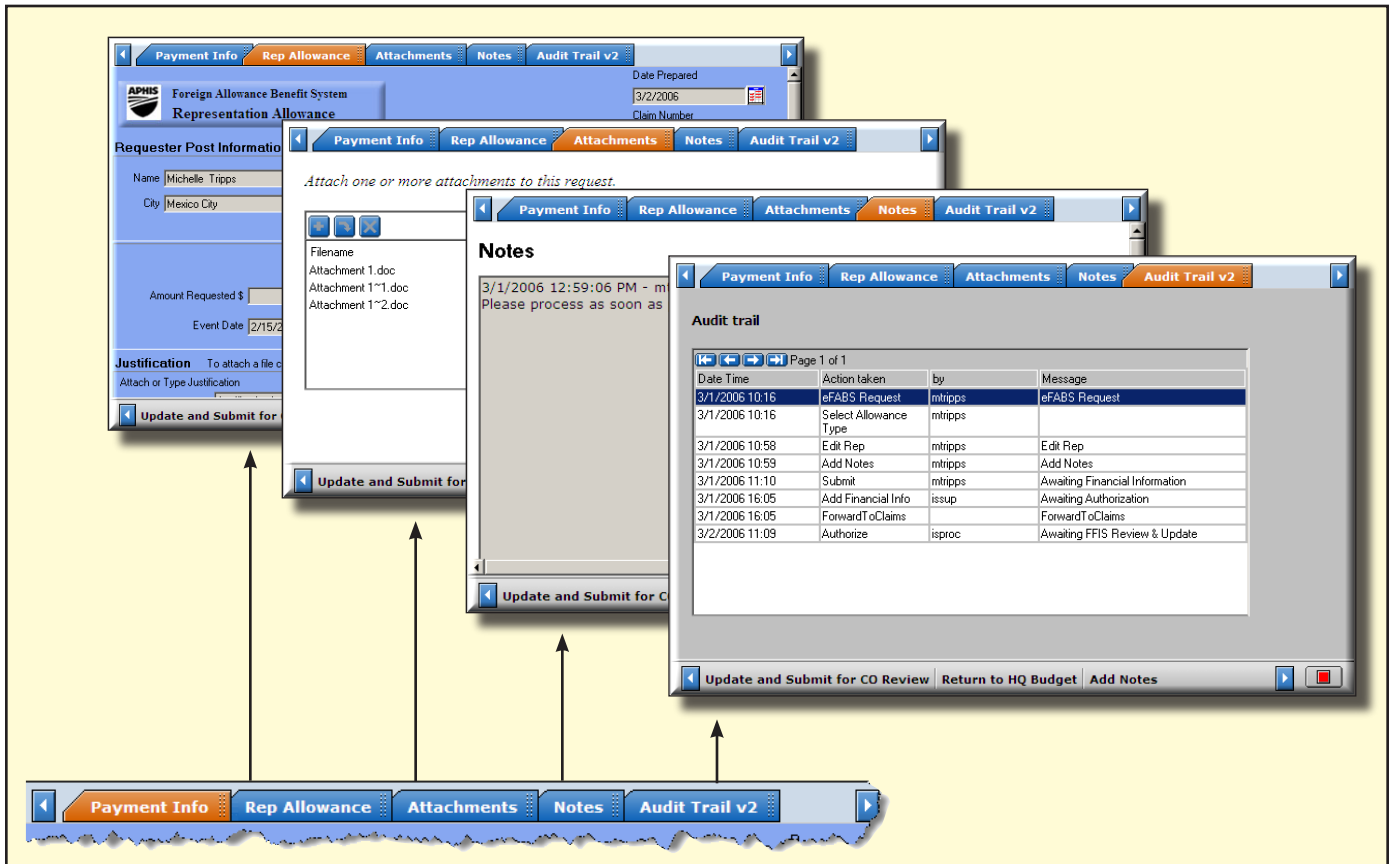 Payment Info Rep Allowance Attachments Notes Audit Trail v2
Date Prepared
APHIS Foreign Allowance Benefit System
3/2/2006
Representation Allowance
Claim Number
Requester Post
Name Michelle Tripps
City Mexico City
Amount Requested $
Event Date 2/15/2
Justification To attach a file
Attach or Type Justification
Update and Submit for
Payment Info Rep Allowance Attachments Notes Audit Trail v2
Attach one or more attachments to this request.
Filename
Attachment 1.doc
Attachment 1~1.doc
Attachment 1~2.doc
Update and Submit for
Payment Info Rep Allowance Attachments Notes Audit Trail v2
Notes
3/1/2006 12:59:06 PM -
Please process as soon as
Update and Submit for
Payment Info Rep Allowance Attachments Notes Audit Trail v2
Audit trail
Page 1 of 1
Date Time Action taken by Message
3/1/2006 10:16 eFABS Request mtripps eFABS Request
3/1/2006 10:16 Select Allowance Type mtripps
3/1/2006 10:58 Edit Rep mtripps Edit Rep
3/1/2006 10:59 Add Notes mtripps Add Notes
3/1/2006 11:10 Submit mtripps Awaiting Financial Information
3/1/2006 16:05 Add Financial Info issup Awaiting Authorization
3/1/2006 16:05 ForwardToClaims ForwardToClaims
3/2/2006 11:09 Authorize isproc Awaiting FFIS Review & Update
Update and Submit for CO Review Return to HQ Budget Add Notes
Payment Info Rep Allowance Attachments Notes Audit Trail v2